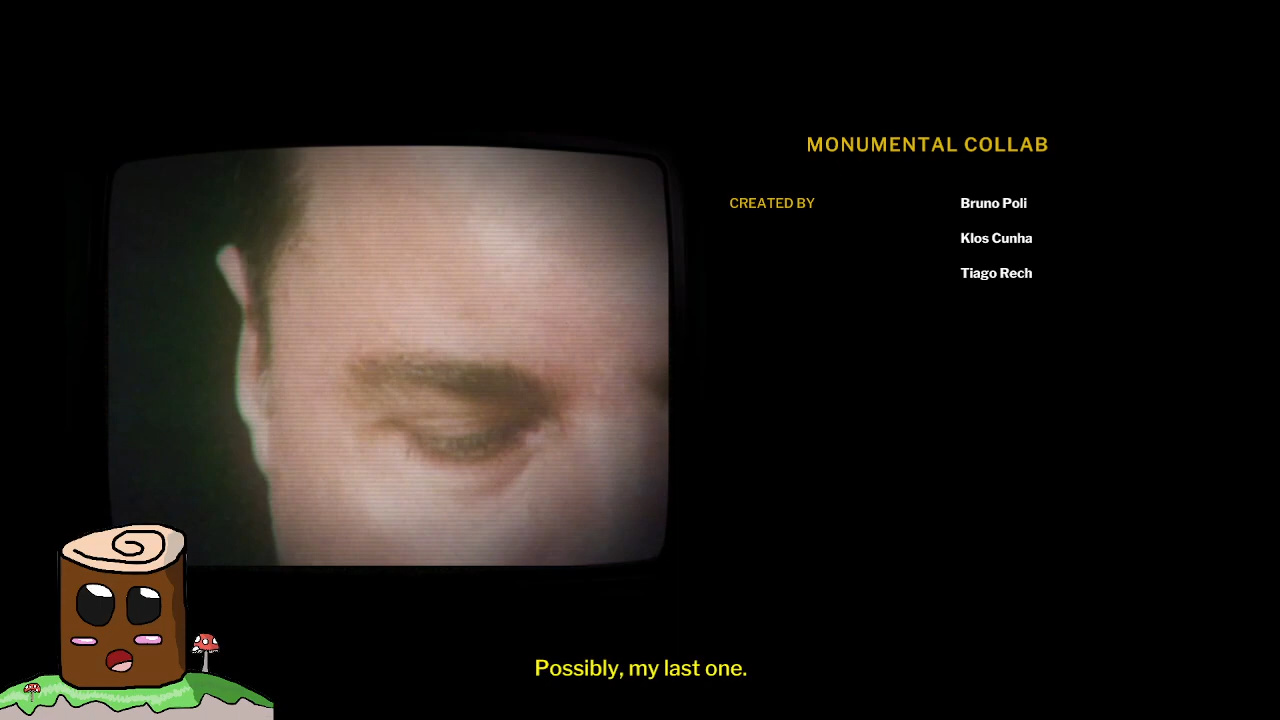 MONUMENTAL COLLAB
CREATED BY Bruno Poli
Klos Cunha
Tiago Rech
Possibly, my last one.